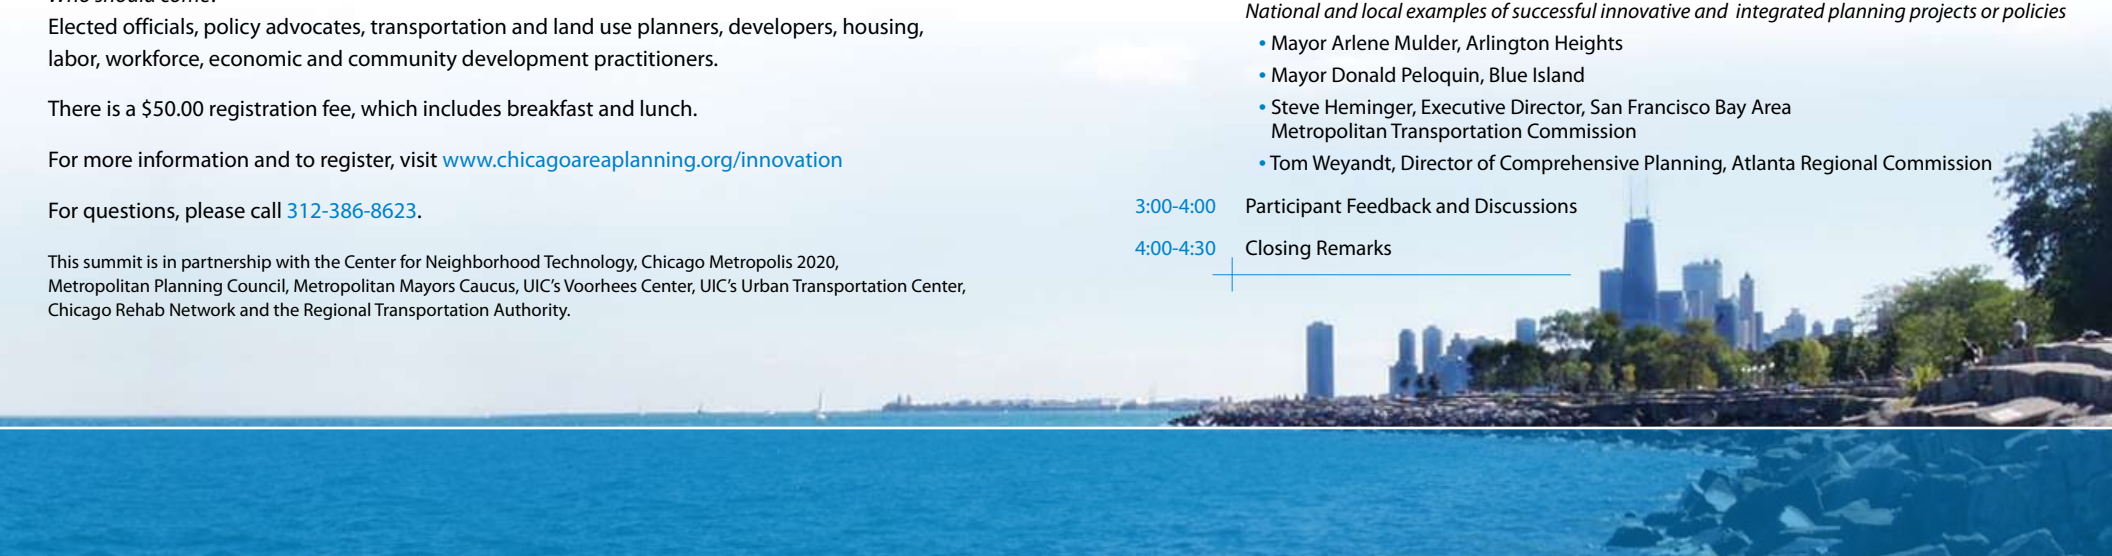 Who should come?
Elected officials, policy advocates, transportation and land use planners, developers, housing,
labor, workforce, economic and community development practitioners.
There is a $50.00 registration fee, which includes breakfast and lunch.
For more information and to register, visit www.chicagoareaplanning.org/innovation
For questions, please call 312-386-8623.
This summit is in partnership with the Center for Neighborhood Technology, Chicago Metropolis 2020,
Metropolitan Planning Council, Metropolitan Mayors Caucus, UIC’s Voorhees Center, UIC’s Urban Transportation Center,
Chicago Rehab Network and the Regional Transportation Authority.
National and local examples of successful innovative and integrated planning projects or policies
• Mayor Arlene Mulder, Arlington Heights
• Mayor Donald Peloquin, Blue Island
• Steve Heminger, Executive Director, San Francisco Bay Area
Metropolitan Transportation Commission
• Tom Weyandt, Director of Comprehensive Planning, Atlanta Regional Commission
3:00-4:00 Participant Feedback and Discussions
4:00-4:30 Closing Remarks